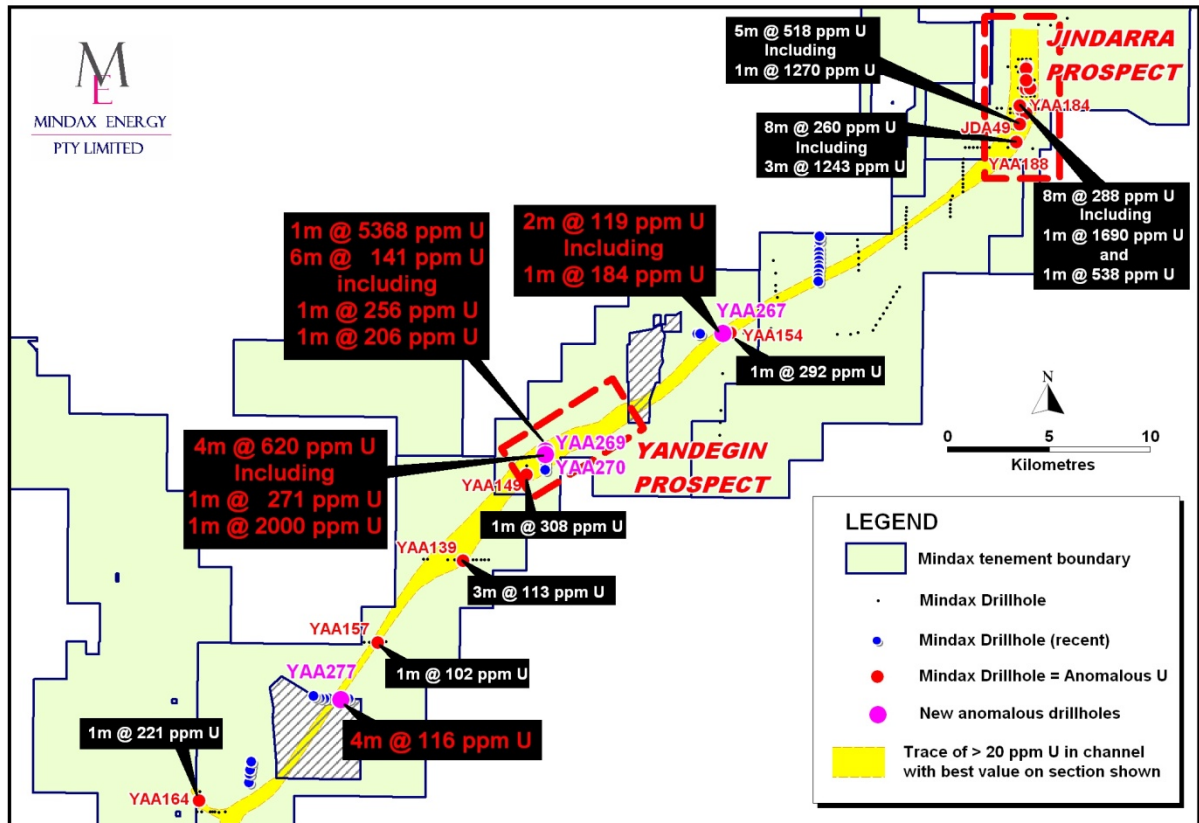 ME
MINDAX ENERGY
PTY LIMITED
5m @ 518 ppm U
Including
1m @ 1270 ppm U
JINDARRA
PROSPECT
YAA184
JDA49
YAA188
8m @ 260 ppm U
Including
3m @ 1243 ppm U
8m @ 288 ppm U
Including
1m @ 1690 ppm U
and
1m @ 538 ppm U
1m @ 5368 ppm U
6m @ 141 ppm U
including
1m @ 256 ppm U
1m @ 206 ppm U
2m @ 119 ppm U
Including
1m @ 184 ppm U
YAA267
YAA154
1m @ 292 ppm U
4m @ 620 ppm U
Including
1m @ 271 ppm U
1m @ 2000 ppm U
YAA269
YAA270
YANDEGIN
PROSPECT
YAA149
1m @ 308 ppm U
YAA139
3m @ 113 ppm U
YAA157
1m @ 102 ppm U
YAA277
4m @ 116 ppm U
1m @ 221 ppm U
YAA164
N
0 5 10
Kilometres
LEGEND
Mindax tenement boundary
Mindax Drillhole
Mindax Drillhole (recent)
Mindax Drillhole = Anomalous U
New anomalous drillholes
Trace of > 20 ppm U in channel
with best value on section shown